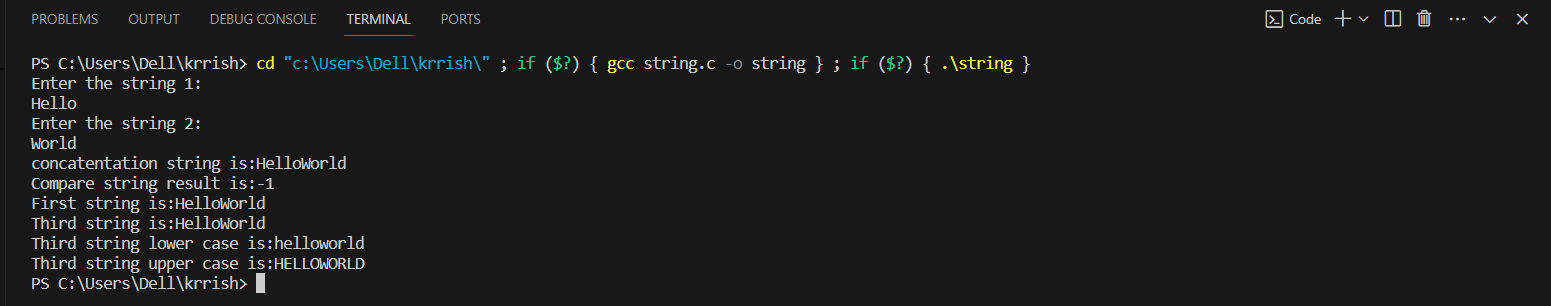 PROBLEMS OUTPUT DEBUG CONSOLE TERMINAL PORTS Code
PS C:\Users\Dell\krrish> cd "c:\Users\Dell\krrish\" ; if ($?) { gcc string.c -o string } ; if ($?) { .\string }
Enter the string 1:
Hello
Enter the string 2:
World
concatentation string is:HelloWorld
Compare string result is:-1
First string is:HelloWorld
Third string is:HelloWorld
Third string lower case is:helloworld
Third string upper case is:HELLOWORLD
PS C:\Users\Dell\krrish>